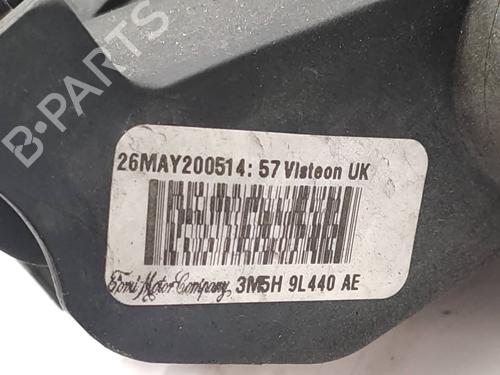 B-PARTS
26MAY200514:57 Visteon UK
Ford Motor Company 3M5H 9L440 AE